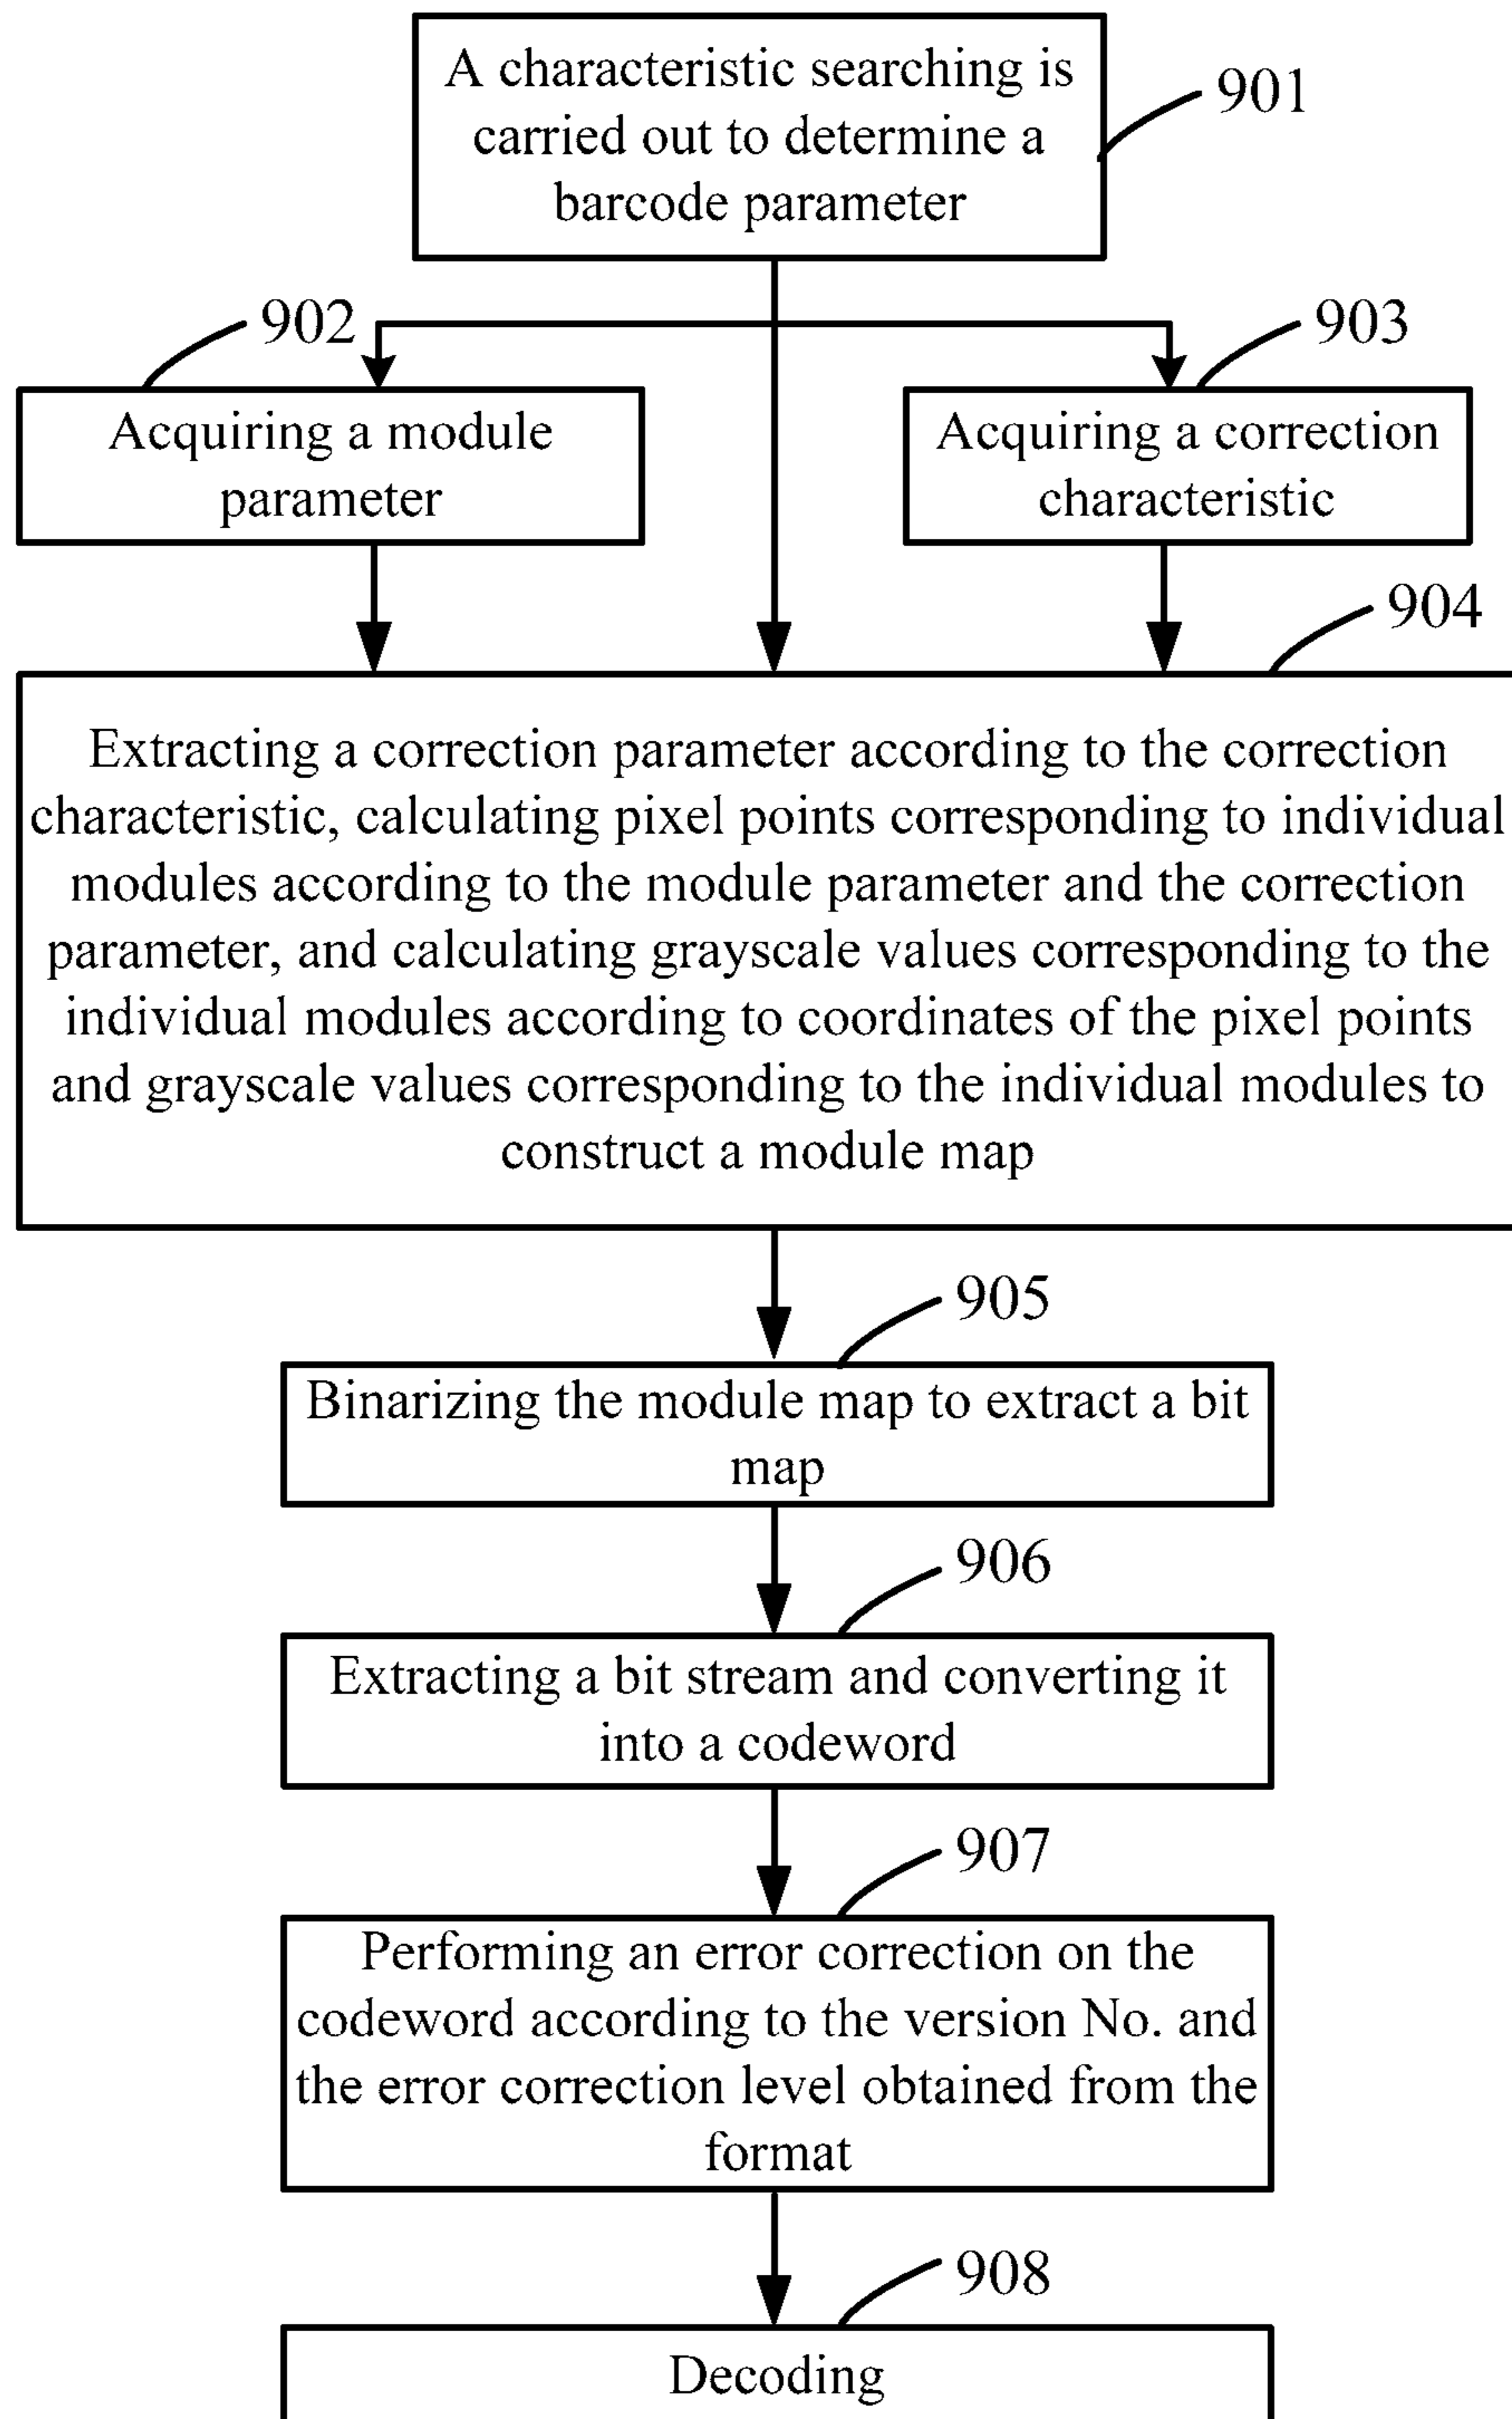 A characteristic searching is
carried out to determine a
barcode parameter
901
902
903
Acquiring a module
parameter
Acquiring a correction
characteristic
904
Extracting a correction parameter according to the correction
characteristic, calculating pixel points corresponding to individual
modules according to the module parameter and the correction
parameter, and calculating grayscale values corresponding to the
individual modules according to coordinates of the pixel points
and grayscale values corresponding to the individual modules to
construct a module map
905
Binarizing the module map to extract a bit
map
906
Extracting a bit stream and converting it
into a codeword
907
Performing an error correction on the
codeword according to the version No. and
the error correction level obtained from the
format
908
Decoding